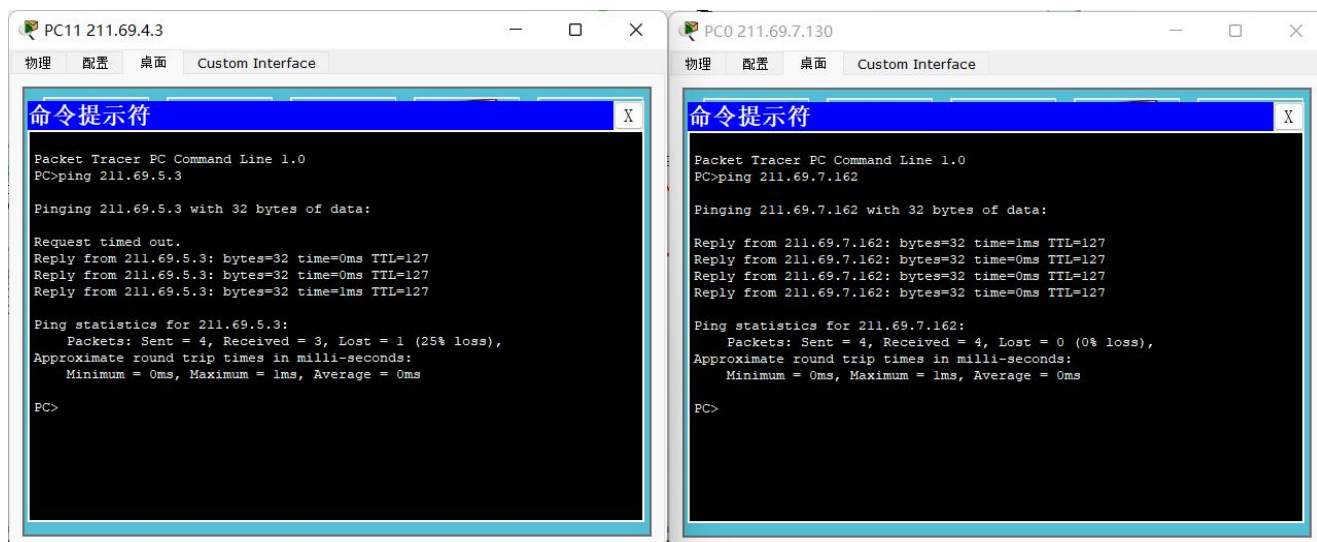 PC11 211.69.4.3
物理 配置 桌面 Custom Interface
命令提示符
X
Packet Tracer PC Command Line 1.0
PC>ping 211.69.5.3
Pinging 211.69.5.3 with 32 bytes of data:
Request timed out.
Reply from 211.69.5.3: bytes=32 time=0ms TTL=127
Reply from 211.69.5.3: bytes=32 time=0ms TTL=127
Reply from 211.69.5.3: bytes=32 time=1ms TTL=127
Ping statistics for 211.69.5.3:
Packets: Sent = 4, Received = 3, Lost = 1 (25% loss),
Approximate round trip times in milli-seconds:
Minimum = 0ms, Maximum = 1ms, Average = 0ms
PC>
PC0 211.69.7.130
物理 配置 桌面 Custom Interface
命令提示符
X
Packet Tracer PC Command Line 1.0
PC>ping 211.69.7.162
Pinging 211.69.7.162 with 32 bytes of data:
Reply from 211.69.7.162: bytes=32 time=1ms TTL=127
Reply from 211.69.7.162: bytes=32 time=0ms TTL=127
Reply from 211.69.7.162: bytes=32 time=0ms TTL=127
Reply from 211.69.7.162: bytes=32 time=0ms TTL=127
Ping statistics for 211.69.7.162:
Packets: Sent = 4, Received = 4, Lost = 0 (0% loss),
Approximate round trip times in milli-seconds:
Minimum = 0ms, Maximum = 1ms, Average = 0ms
PC>